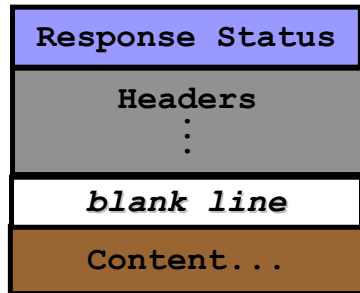 Response Status
Headers
⋮
blank line
Content...